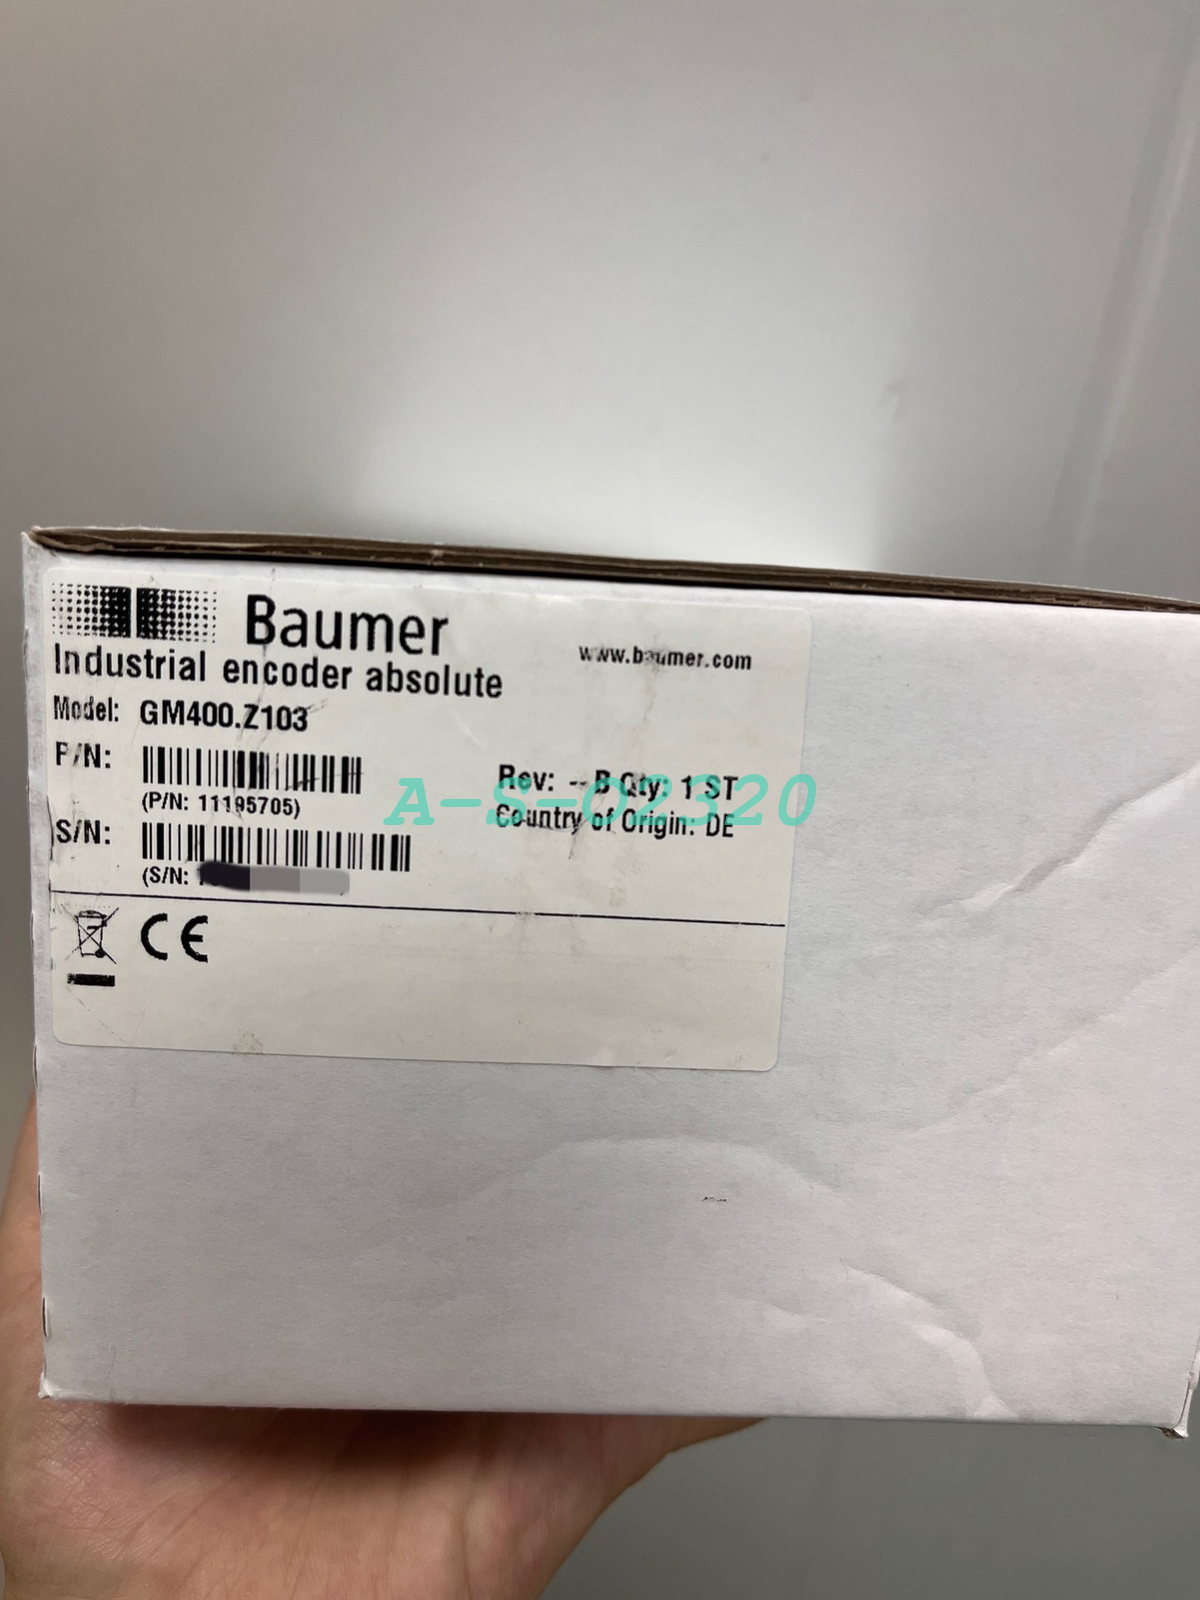 Baumer
Industrial encoder absolute
www.baumer.com
Model: GM400.Z103
P/N:
(P/N: 11195705)
Rev: --B Qty: 1 ST
Country of Origin: DE
A-S-02320
S/N:
(S/N:
CE